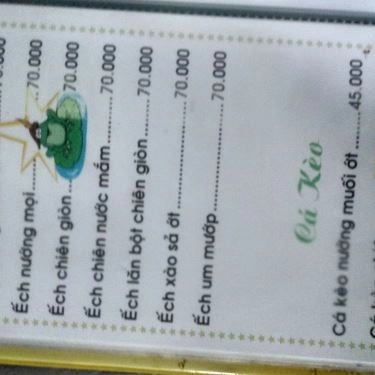 Ếch nướng mọi.......70.000
Ếch chiên giòn.......70.000
Ếch chiên nước mắm.......70.000
Ếch lăn bột chiên giòn.......70.000
Ếch xào sả ớt.......70.000
Ếch um mướp.......70.000
Cá Kèo
Cá kèo nướng muối ớt.......45.000